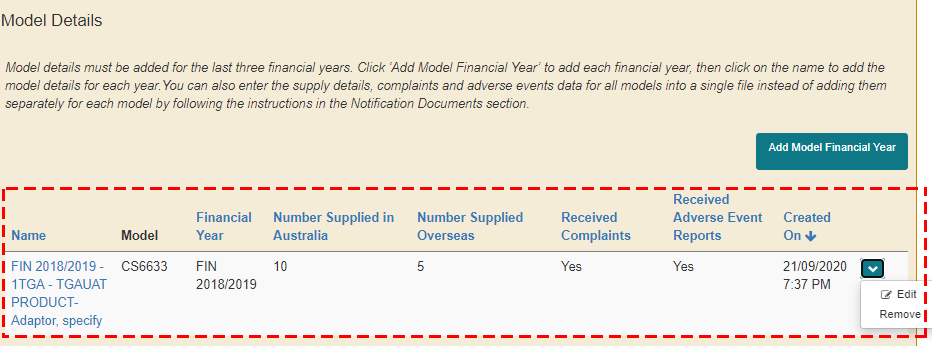 Model Details
Model details must be added for the last three financial years. Click 'Add Model Financial Year' to add each financial year, then click on the name to add the
model details for each year.You can also enter the supply details, complaints and adverse events data for all models into a single file instead of adding them
separately for each model by following the instructions in the Notification Documents section.
Add Model Financial Year
Name
Model
Financial
Year
Number Supplied in
Australia
Number Supplied
Overseas
Received
Complaints
Received
Adverse Event
Reports
Created
On
FIN 2018/2019 -
1TGA - TGAUAT
PRODUCT-
Adaptor, specify
CS6633
FIN
2018/2019
10
5
Yes
Yes
21/09/2020
7:37 PM
Edit
Remove